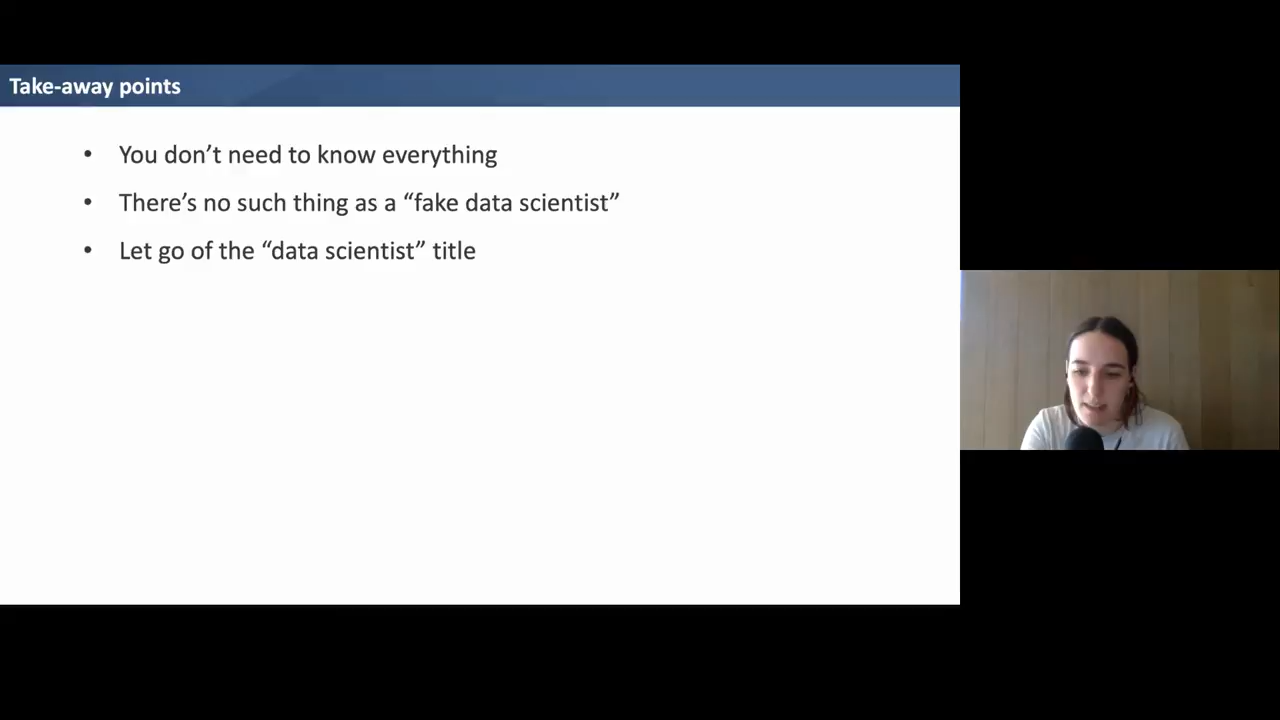 Take-away points
• You don’t need to know everything
• There’s no such thing as a “fake data scientist”
• Let go of the “data scientist” title